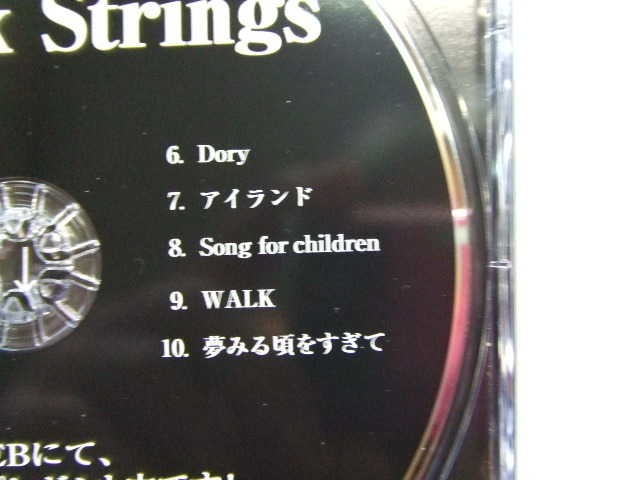 Strings
6. Dory
7. アイランド
8. Song for children
9. WALK
10. 夢みる頃をすぎて
EBにて、